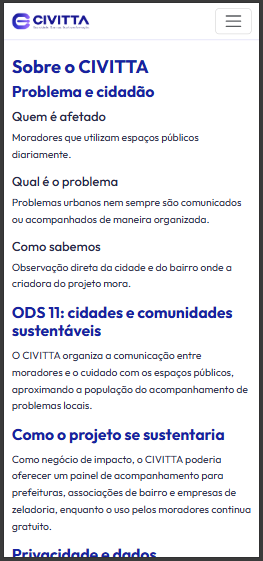 CIVITTA
Sobre o CIVITTA
Problema e cidadão
Quem é afetado
Moradores que utilizam espaços públicos
diariamente.
Qual é o problema
Problemas urbanos nem sempre são comunicados
ou acompanhados de maneira organizada.
Como sabemos
Observação direta da cidade e do bairro onde a
criadora do projeto mora.
ODS 11: cidades e comunidades
sustentáveis
O CIVITTA organiza a comunicação entre
moradores e o cuidado com os espaços públicos,
aproximando a população do acompanhamento de
problemas locais.
Como o projeto se sustentaria
Como negócio de impacto, o CIVITTA poderia
oferecer um painel de acompanhamento para
prefeituras, associações de bairro e empresas de
zeladoria, enquanto o uso pelos moradores continua
gratuito.
Privacidade e dados